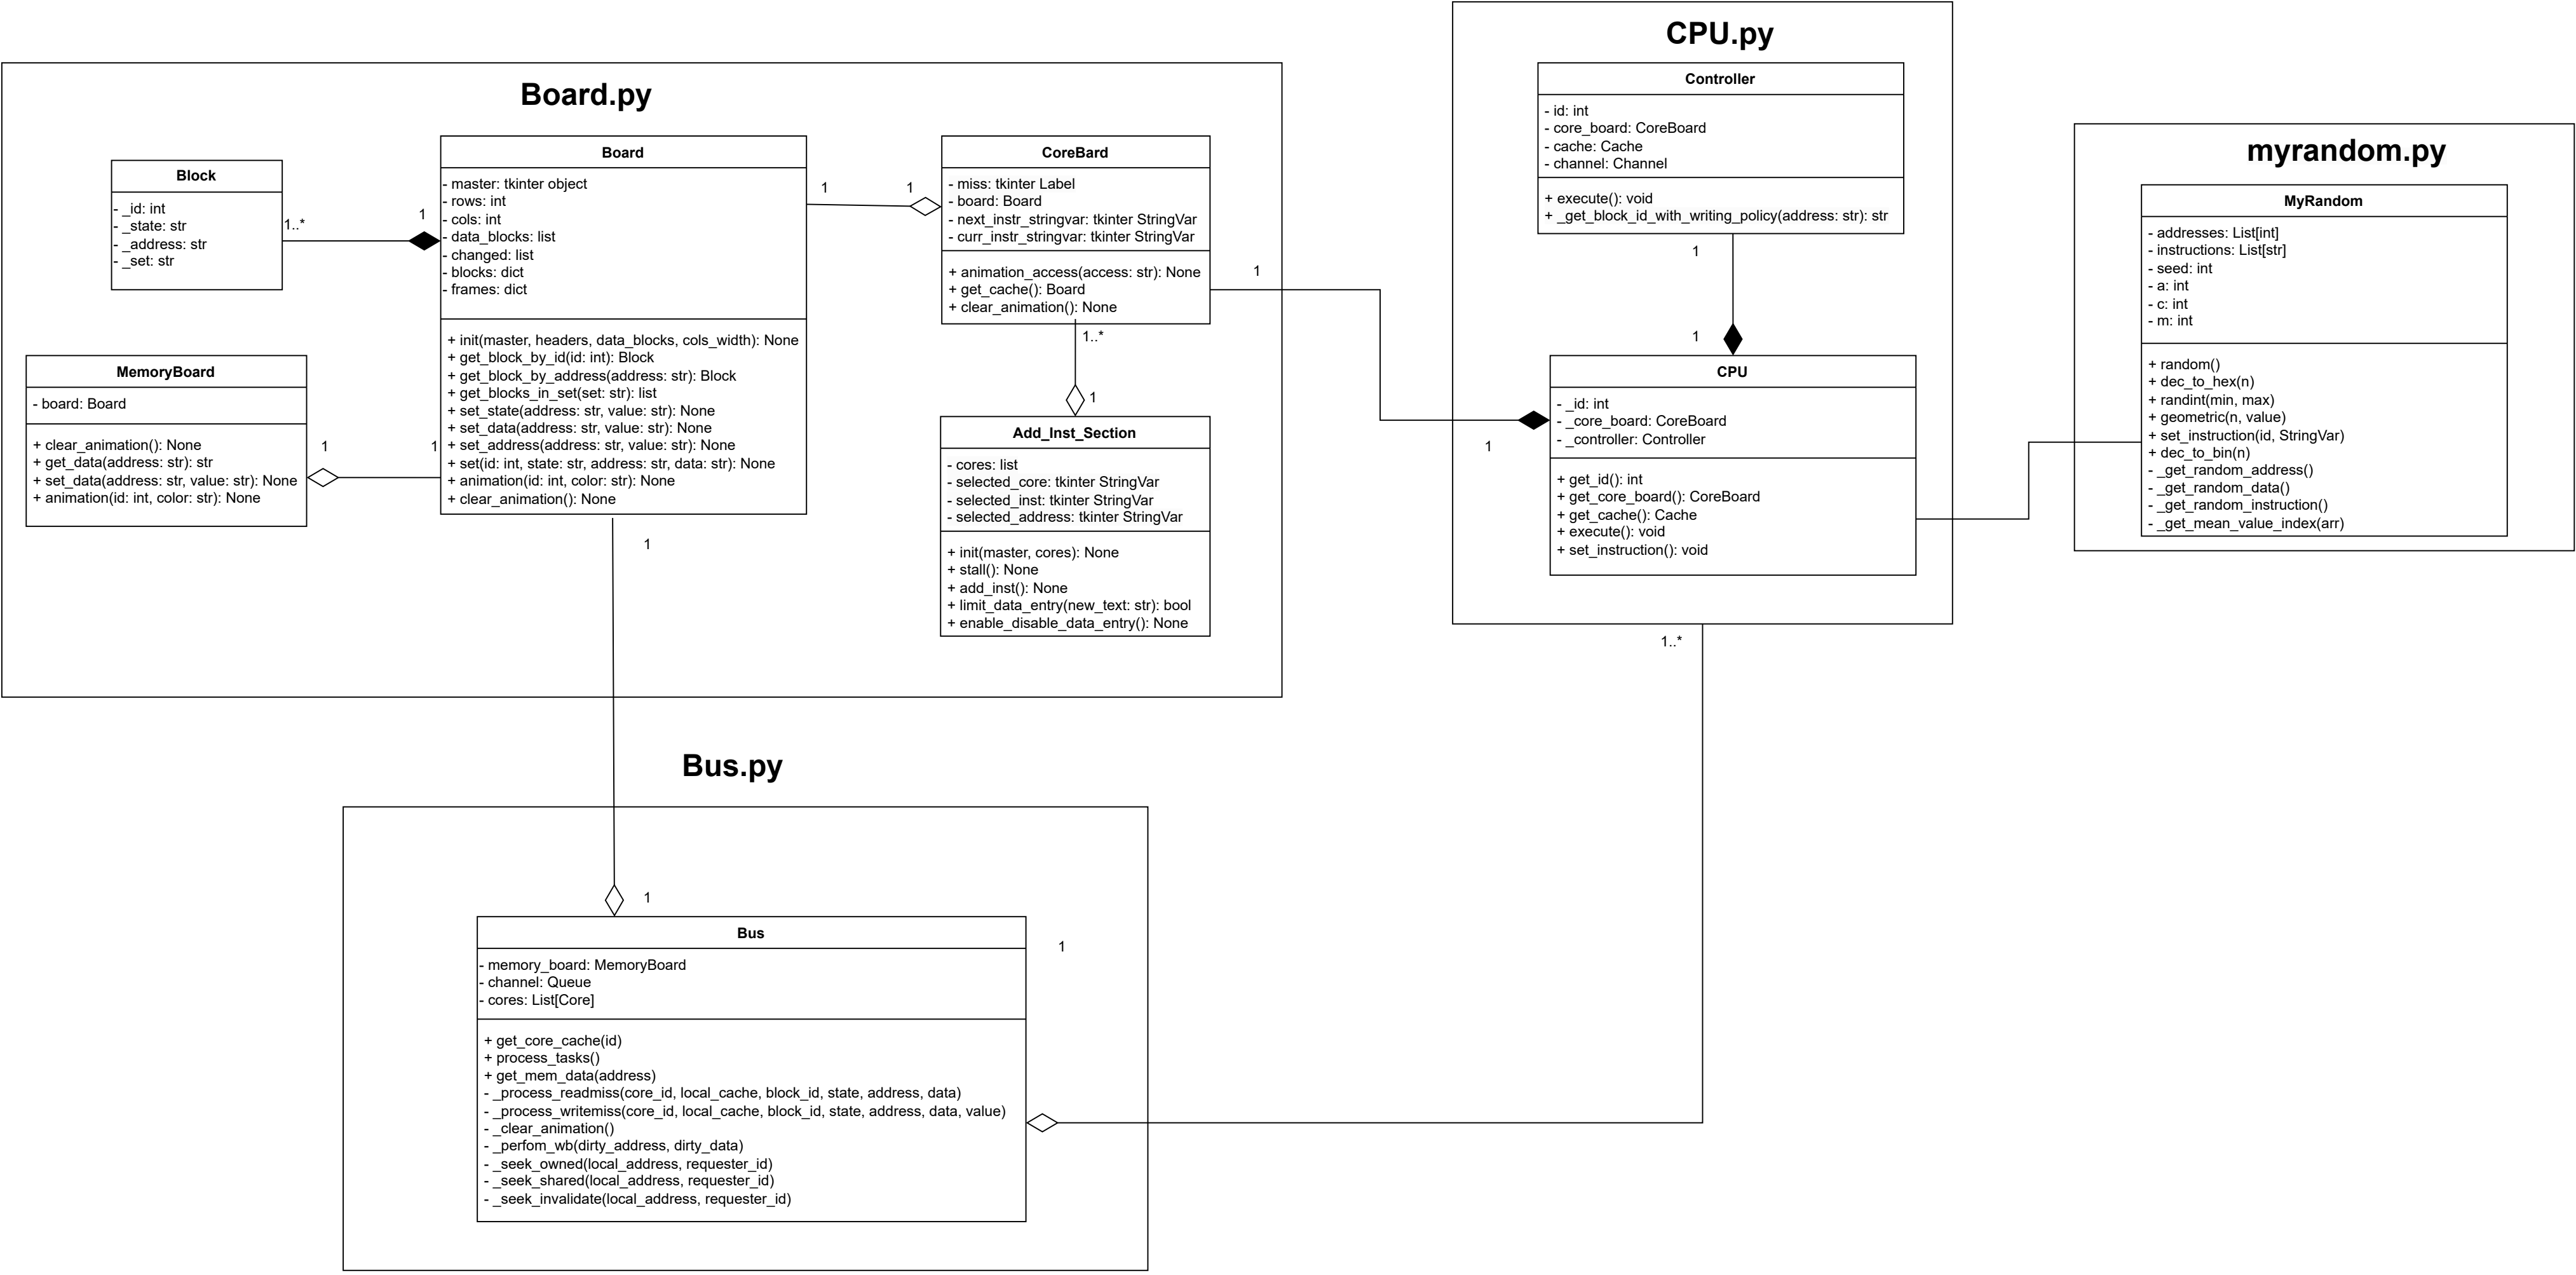 Board.py
Block
- _id: int
- _state: str
- _address: str
- _set: str
1..*
1
Board
- master: tkinter object
- rows: int
- cols: int
- data_blocks: list
- changed: list
- blocks: dict
- frames: dict
+ init(master, headers, data_blocks, cols_width): None
+ get_block_by_id(id: int): Block
+ get_block_by_address(address: str): Block
+ get_blocks_in_set(set: str): list
+ set_state(address: str, value: str): None
+ set_data(address: str, value: str): None
+ set_address(address: str, value: str): None
+ set(id: int, state: str, address: str, data: str): None
+ animation(id: int, color: str): None
+ clear_animation(): None
MemoryBoard
- board: Board
+ clear_animation(): None
+ get_data(address: str): str
+ set_data(address: str, value: str): None
+ animation(id: int, color: str): None
1
1
1
1
CoreBard
- miss: tkinter Label
- board: Board
- next_instr_stringvar: tkinter StringVar
- curr_instr_stringvar: tkinter StringVar
+ animation_access(access: str): None
+ get_cache(): Board
+ clear_animation(): None
1..*
1
Add_Inst_Section
- cores: list
- selected_core: tkinter StringVar
- selected_inst: tkinter StringVar
- selected_address: tkinter StringVar
+ init(master, cores): None
+ stall(): None
+ add_inst(): None
+ limit_data_entry(new_text: str): bool
+ enable_disable_data_entry(): None
1
1
CPU.py
Controller
- id: int
- core_board: CoreBoard
- cache: Cache
- channel: Channel
+ execute(): void
+ _get_block_id_with_writing_policy(address: str): str
1
1
CPU
- _id: int
- _core_board: CoreBoard
- _controller: Controller
+ get_id(): int
+ get_core_board(): CoreBoard
+ get_cache(): Cache
+ execute(): void
+ set_instruction(): void
1..*
myrandom.py
MyRandom
- addresses: List[int]
- instructions: List[str]
- seed: int
- a: int
- c: int
- m: int
+ random()
+ dec_to_hex(n)
+ randint(min, max)
+ geometric(n, value)
+ set_instruction(id, StringVar)
+ dec_to_bin(n)
- _get_random_address()
- _get_random_data()
- _get_random_instruction()
- _get_mean_value_index(arr)
1
Bus.py
1
Bus
- memory_board: MemoryBoard
- channel: Queue
- cores: List[Core]
+ get_core_cache(id)
+ process_tasks()
+ get_mem_data(address)
- _process_readmiss(core_id, local_cache, block_id, state, address, data)
- _process_writemiss(core_id, local_cache, block_id, state, address, data, value)
- _clear_animation()
- _perfom_wb(dirty_address, dirty_data)
- _seek_owned(local_address, requester_id)
- _seek_shared(local_address, requester_id)
- _seek_invalidate(local_address, requester_id)
1